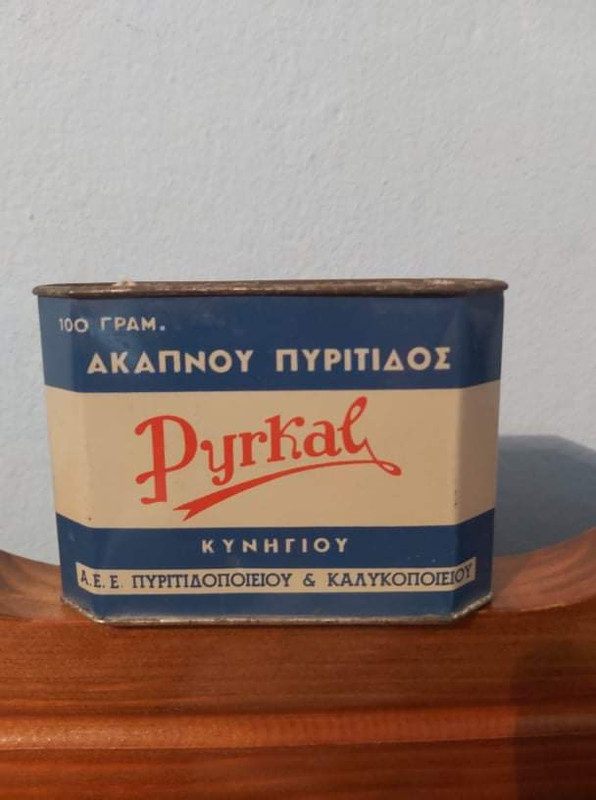 100 ΓΡΑΜ.
ΑΚΑΠΝΟΥ ΠΥΡΙΤΙΔΟΣ
Pyrkal
ΚΥΝΗΓΙΟΥ
Α.Ε.Ε. ΠΥΡΙΤΙΔΟΠΟΙΕΙΟΥ & ΚΑΛΥΚΟΠΟΙΕΙΟΥ